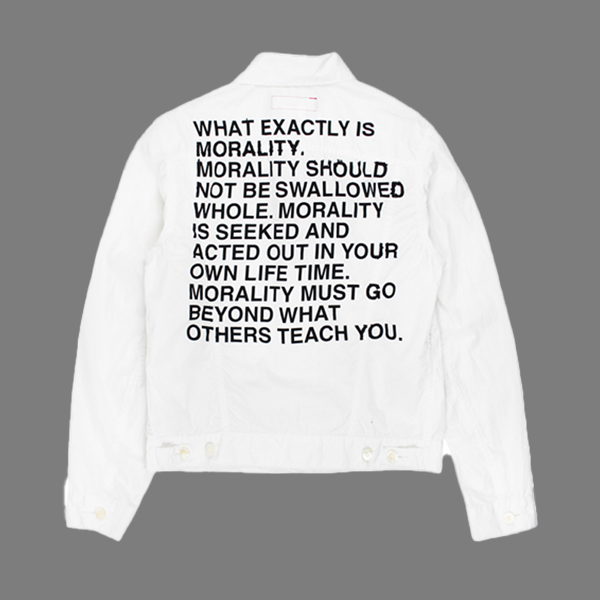 WHAT EXACTLY IS
MORALITY.
MORALITY SHOULD
NOT BE SWALLOWED
WHOLE. MORALITY
IS SEEKED AND
ACTED OUT IN YOUR
OWN LIFE TIME.
MORALITY MUST GO
BEYOND WHAT
OTHERS TEACH YOU.